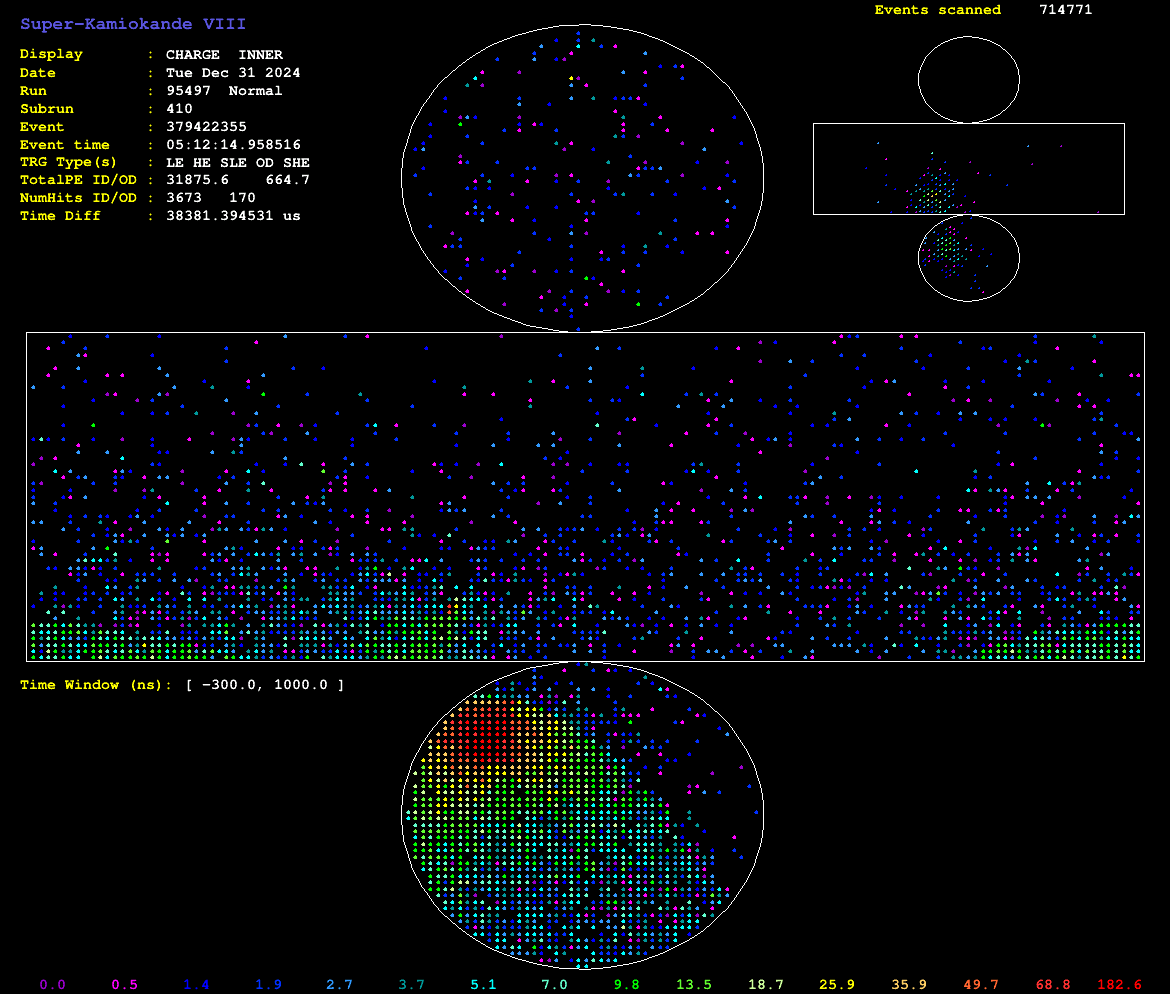 Super-Kamiokande VIII
Events scanned 714771
Display : CHARGE INNER
Date : Tue Dec 31 2024
Run : 95497 Normal
Subrun : 410
Event : 379422355
Event time : 05:12:14.958516
TRG Type(s) : LE HE SLE OD SHE
TotalPE ID/OD : 31875.6 664.7
NumHits ID/OD : 3673 170
Time Diff : 38381.394531 us
Time Window (ns): [ -300.0, 1000.0 ]
0.0 0.5 1.4 1.9 2.7 3.7 5.1 7.0 9.8 13.5 18.7 25.9 35.9 49.7 68.8 182.6